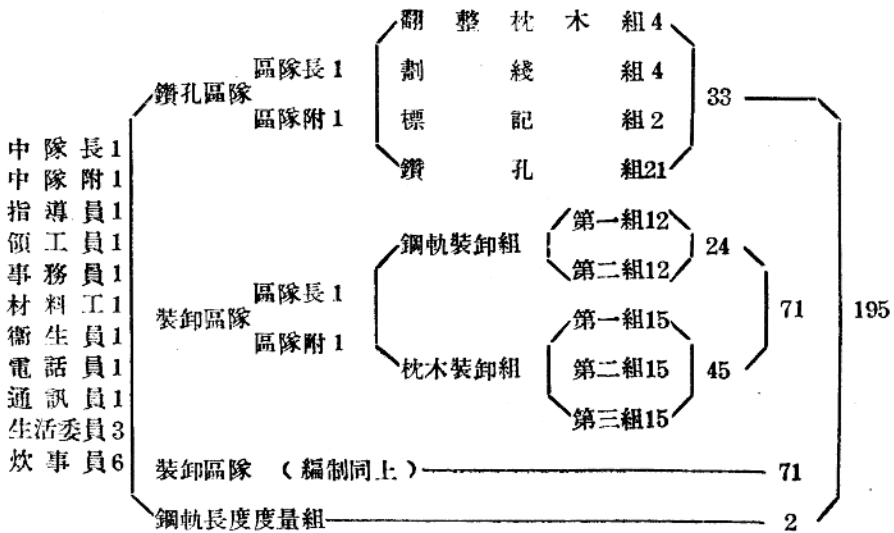 中隊長1
中隊附1
指導員1
領工員1
事務員1
材料工1
衞生員1
電話員1
通訊員1
生活委員3
炊事員6
鑽孔區隊
區隊長1
區隊附1
翻整枕木組4
劃綫組4
標記組2
鑽孔組21
33
裝卸區隊
區隊長1
區隊附1
鋼軌裝卸組
第一組12
第二組12
24
枕木裝卸組
第一組15
第二組15
第三組15
45
71
裝卸區隊（編制同上）
71
鋼軌長度度量組
2
195